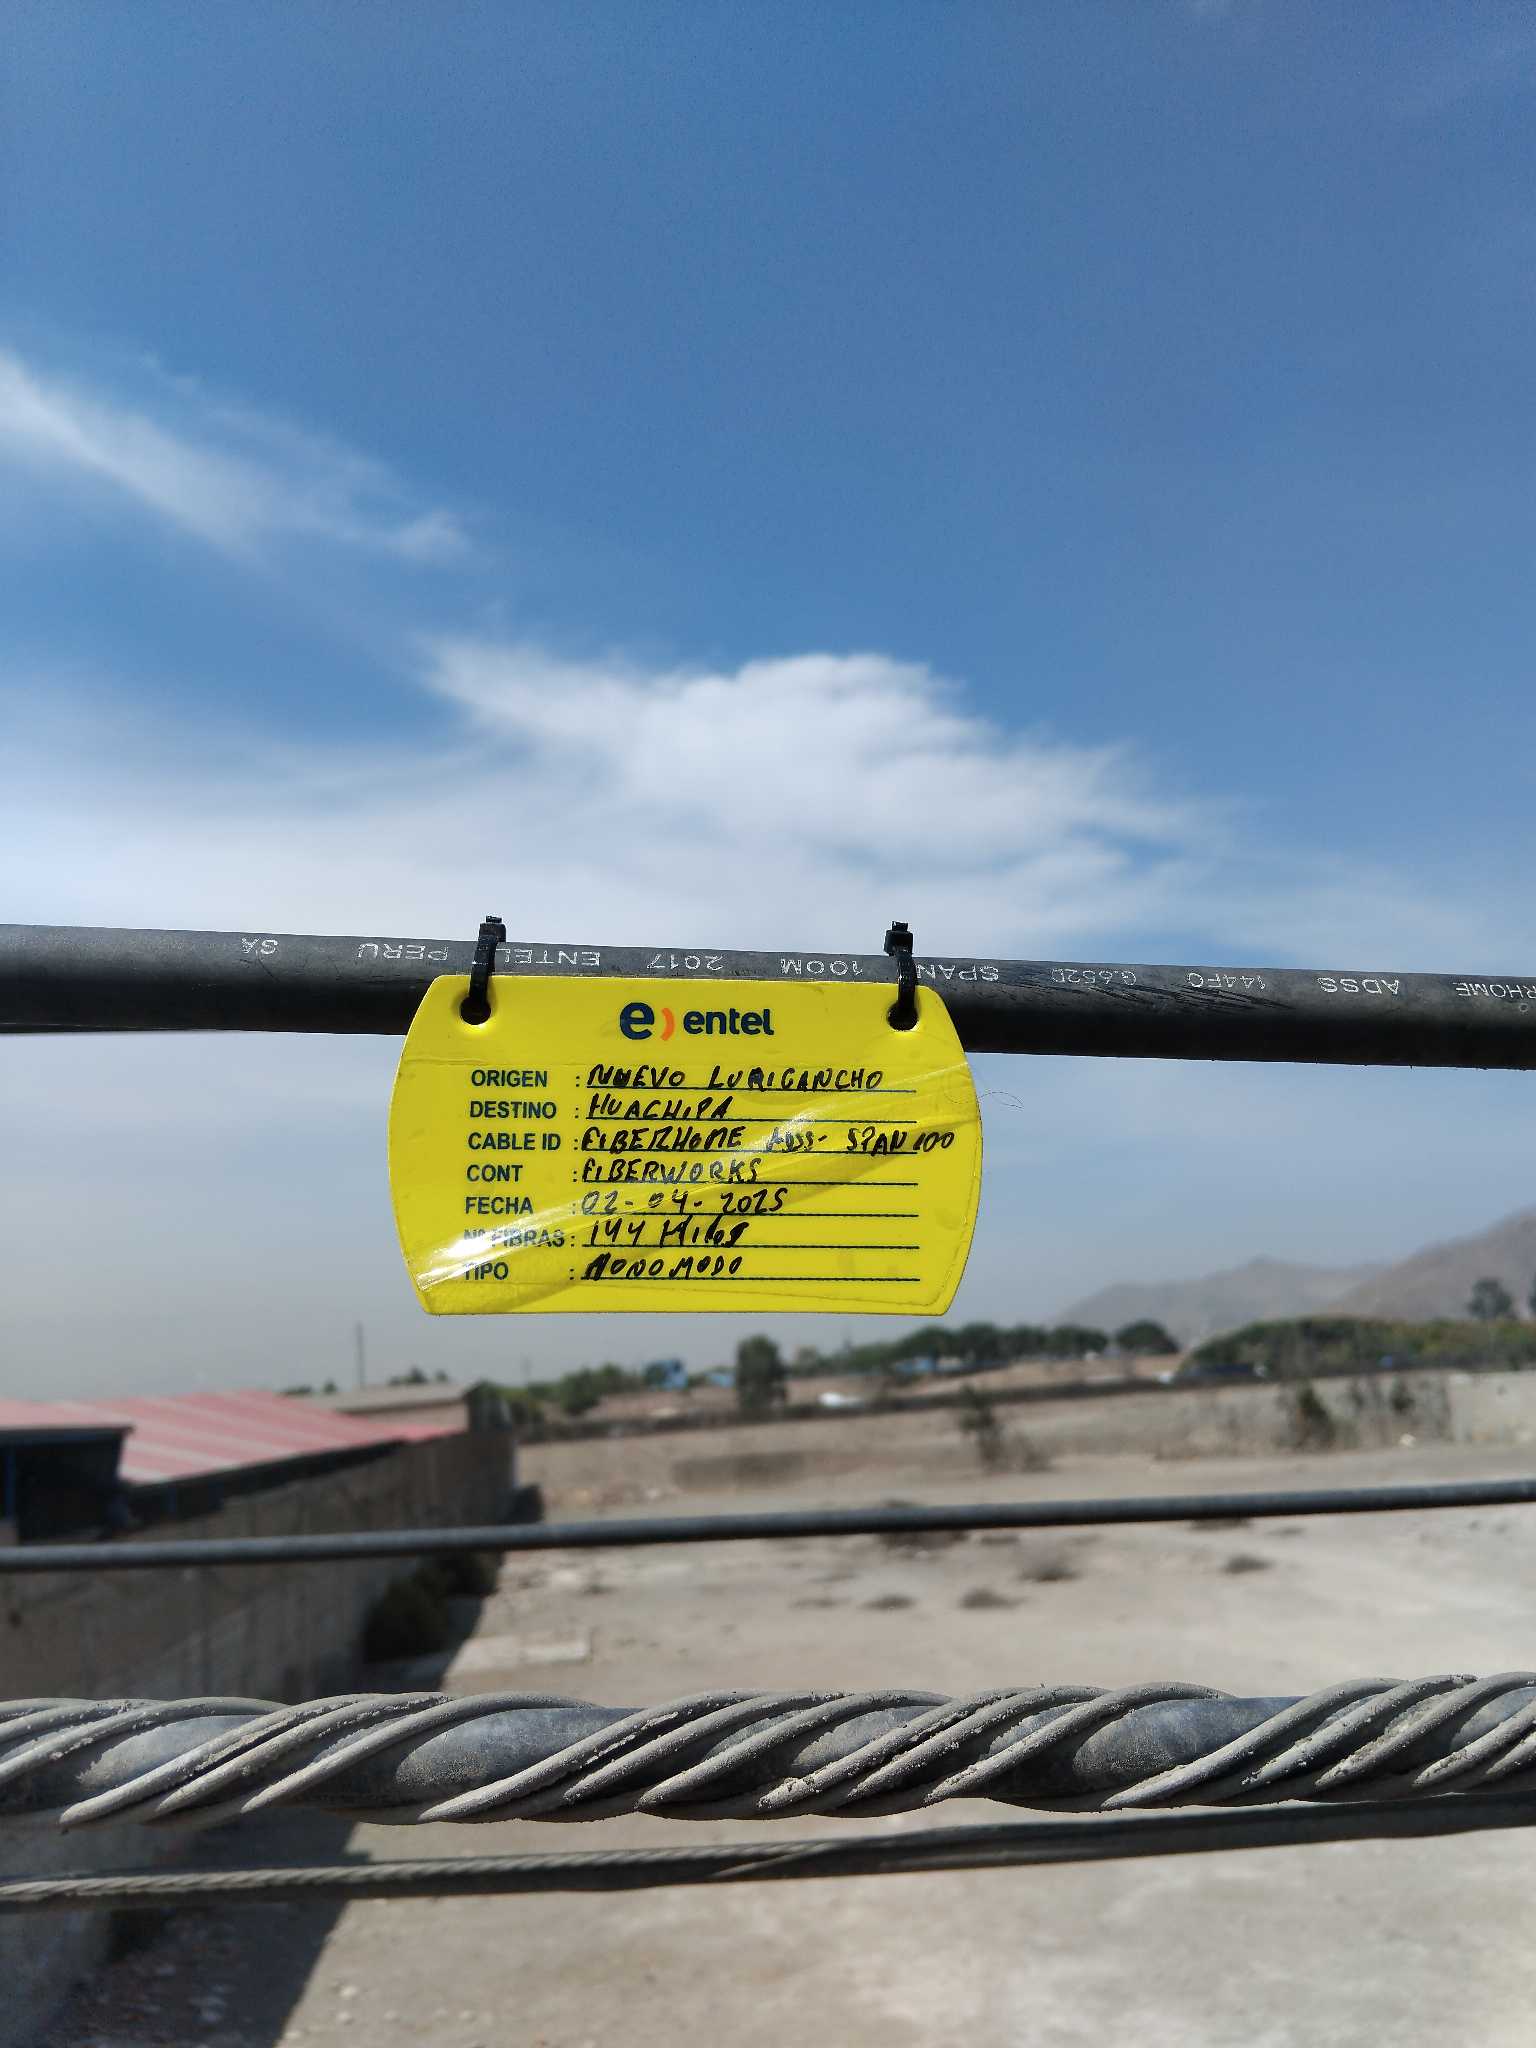 SA PERU ENTEL 2017 100M SPAN G.652D 144FO ADSS RHOME
e) entel
ORIGEN : NUEVO LURIGANCHO
DESTINO : HUACHIPA
CABLE ID : FIBERHOME ADSS- SPAN 100
CONT : FIBERWORKS
FECHA : 02-04-2025
Nº FIBRAS : 144 Hilos
TIPO : MONOMODO